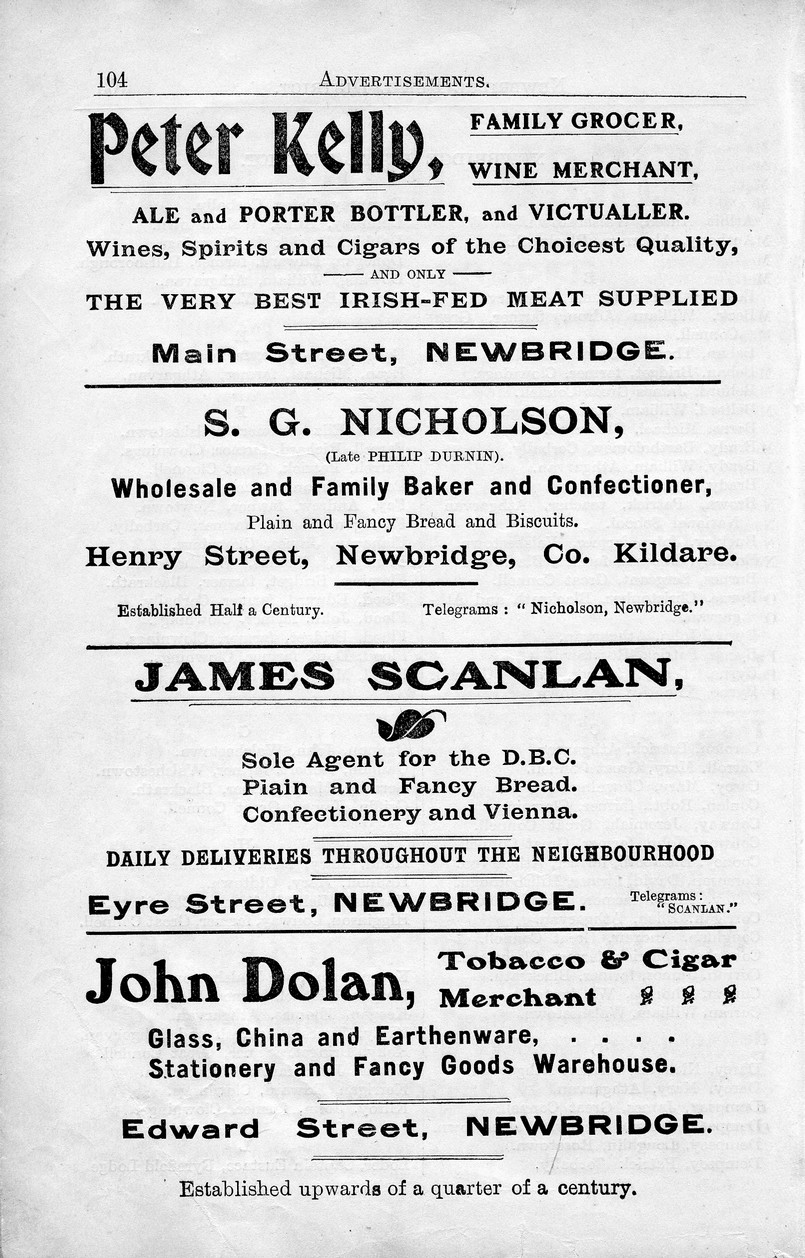 104 ADVERTISEMENTS.
Peter Kelly, FAMILY GROCER,
WINE MERCHANT,
ALE and PORTER BOTTLER, and VICTUALLER.
Wines, Spirits and Cigars of the Choicest Quality,
AND ONLY
THE VERY BEST IRISH-FED MEAT SUPPLIED
Main Street, NEWBRIDGE.
S. G. NICHOLSON,
(Late PHILIP DURNIN).
Wholesale and Family Baker and Confectioner,
Plain and Fancy Bread and Biscuits.
Henry Street, Newbridge, Co. Kildare.
Established Half a Century. Telegrams : “ Nicholson, Newbridge.”
JAMES SCANLAN,
Sole Agent for the D.B.C.
Plain and Fancy Bread.
Confectionery and Vienna.
DAILY DELIVERIES THROUGHOUT THE NEIGHBOURHOOD
Eyre Street, NEWBRIDGE. Telegrams :
“ SCANLAN.”
John Dolan, Tobacco & Cigar
Merchant
Glass, China and Earthenware, . . . .
Stationery and Fancy Goods Warehouse.
Edward Street, NEWBRIDGE.
Established upwards of a quarter of a century.